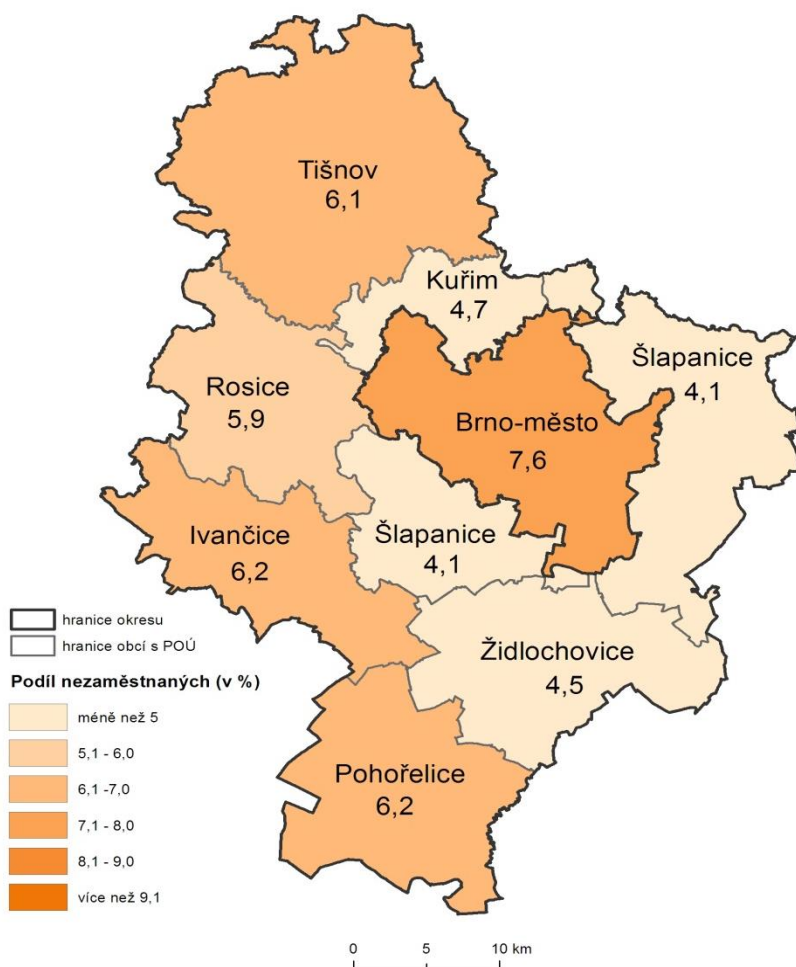 Tišnov
6,1
Kuřim
4,7
Šlapanice
4,1
Rosice
5,9
Brno-město
7,6
Ivančice
6,2
Šlapanice
4,1
Židlochovice
4,5
Pohořelice
6,2
hranice okresu
hranice obcí s POÚ
Podíl nezaměstnaných (v %)
méně než 5
5,1 - 6,0
6,1 -7,0
7,1 - 8,0
8,1 - 9,0
více než 9,1
0 5 10 km